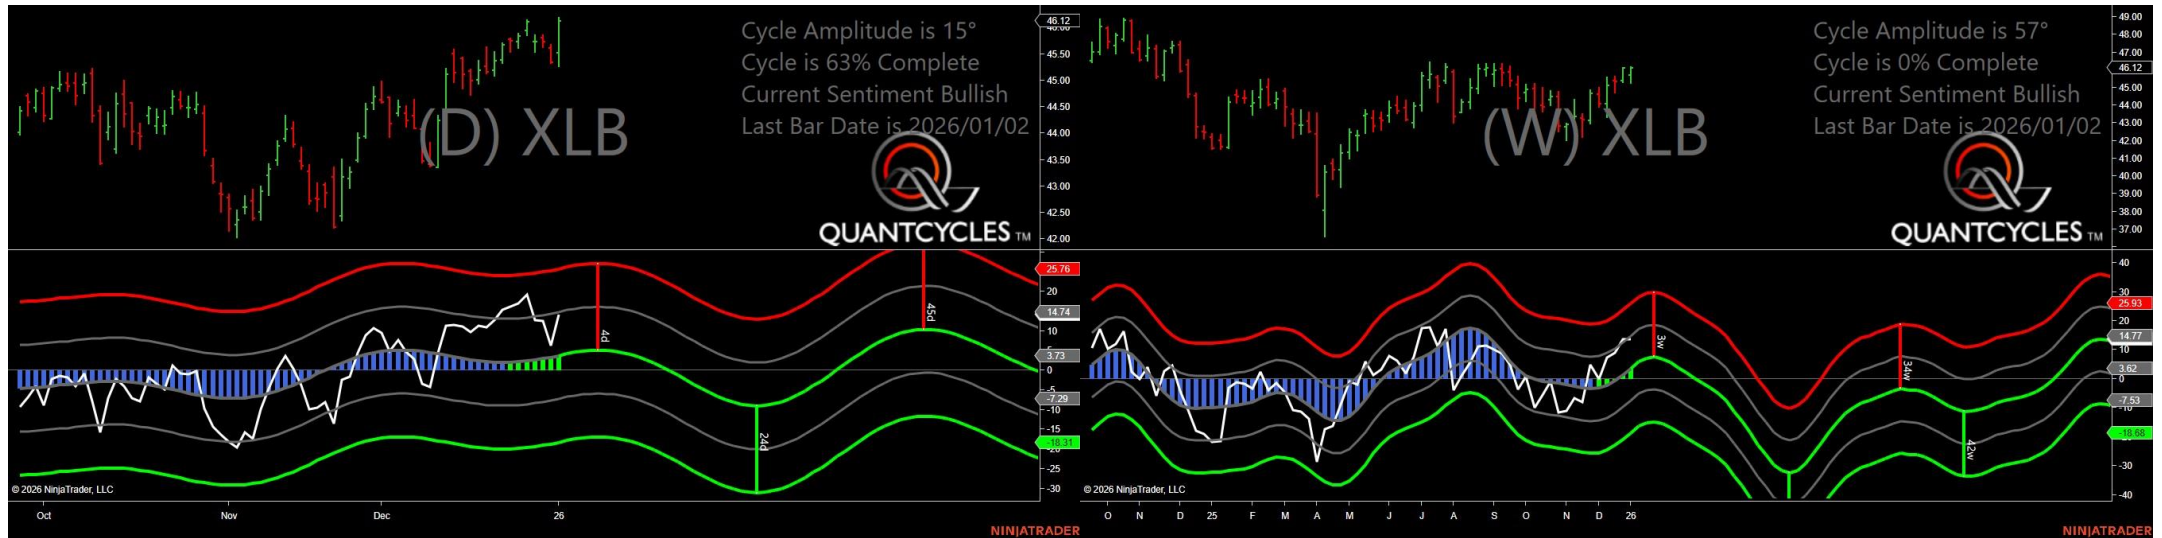 Cycle Amplitude is 15°
Cycle is 63% Complete
Current Sentiment Bullish
Last Bar Date is 2026/01/02
(D) XLB
QUANTCYCLES TM
46.12
45.50
45.00
44.50
44.00
43.50
43.00
42.50
42.00
25.76
20
14.74
10
3.73
0
-5
-7.29
-10
-15
-18.31
-20
-25
-30
4d
24d
45d
© 2026 NinjaTrader, LLC
Oct Nov Dec 26
NINJATRADER
Cycle Amplitude is 57°
Cycle is 0% Complete
Current Sentiment Bullish
Last Bar Date is 2026/01/02
(W) XLB
QUANTCYCLES TM
49.00
48.00
47.00
46.12
45.00
44.00
43.00
42.00
41.00
40.00
39.00
38.00
37.00
40
30
25.93
20
14.77
10
3.62
0
-7.53
-10
-18.68
-30
-40
3w
34w
42w
© 2026 NinjaTrader, LLC
O N D 25 F M A M J J A S O N D 26
NINJATRADER